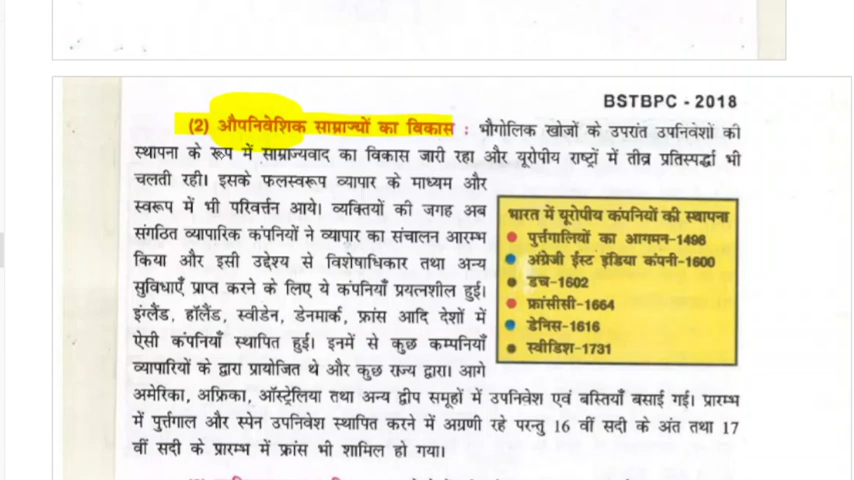 BSTBPC - 2018
(2) औपनिवेशिक साम्राज्यों का विकास : भौगोलिक खोजों के उपरांत उपनिवेशों की
स्थापना के रूप में साम्राज्यवाद का विकास जारी रहा और यूरोपीय राष्ट्रों में तीव्र प्रतिस्पर्द्धा भी
चलती रही। इसके फलस्वरूप व्यापार के माध्यम और
स्वरूप में भी परिवर्त्तन आये। व्यक्तियों की जगह अब
संगठित व्यापारिक कंपनियों ने व्यापार का संचालन आरम्भ
किया और इसी उद्देश्य से विशेषाधिकार तथा अन्य
सुविधाएँ प्राप्त करने के लिए ये कंपनियाँ प्रयत्नशील हुई।
इंग्लैंड, हॉलैंड, स्वीडेन, डेनमार्क, फ्रांस आदि देशों में
ऐसी कंपनियाँ स्थापित हुई। इनमें से कुछ कम्पनियाँ
व्यापारियों के द्वारा प्रायोजित थे और कुछ राज्य द्वारा। आगे
भारत में यूरोपीय कंपनियों की स्थापना
पुर्त्तगालियों का आगमन-1498
अंग्रेजी ईस्ट इंडिया कंपनी-1600
डच-1602
फ्रांसीसी-1664
डेनिस-1616
स्वीडिश-1731
अमेरिका, अफ्रिका, ऑस्ट्रेलिया तथा अन्य द्वीप समूहों में उपनिवेश एवं बस्तियाँ बसाई गई। प्रारम्भ
में पुर्त्तगाल और स्पेन उपनिवेश स्थापित करने में अग्रणी रहे परन्तु 16 वीं सदी के अंत तथा 17
वीं सदी के प्रारम्भ में फ्रांस भी शामिल हो गया।